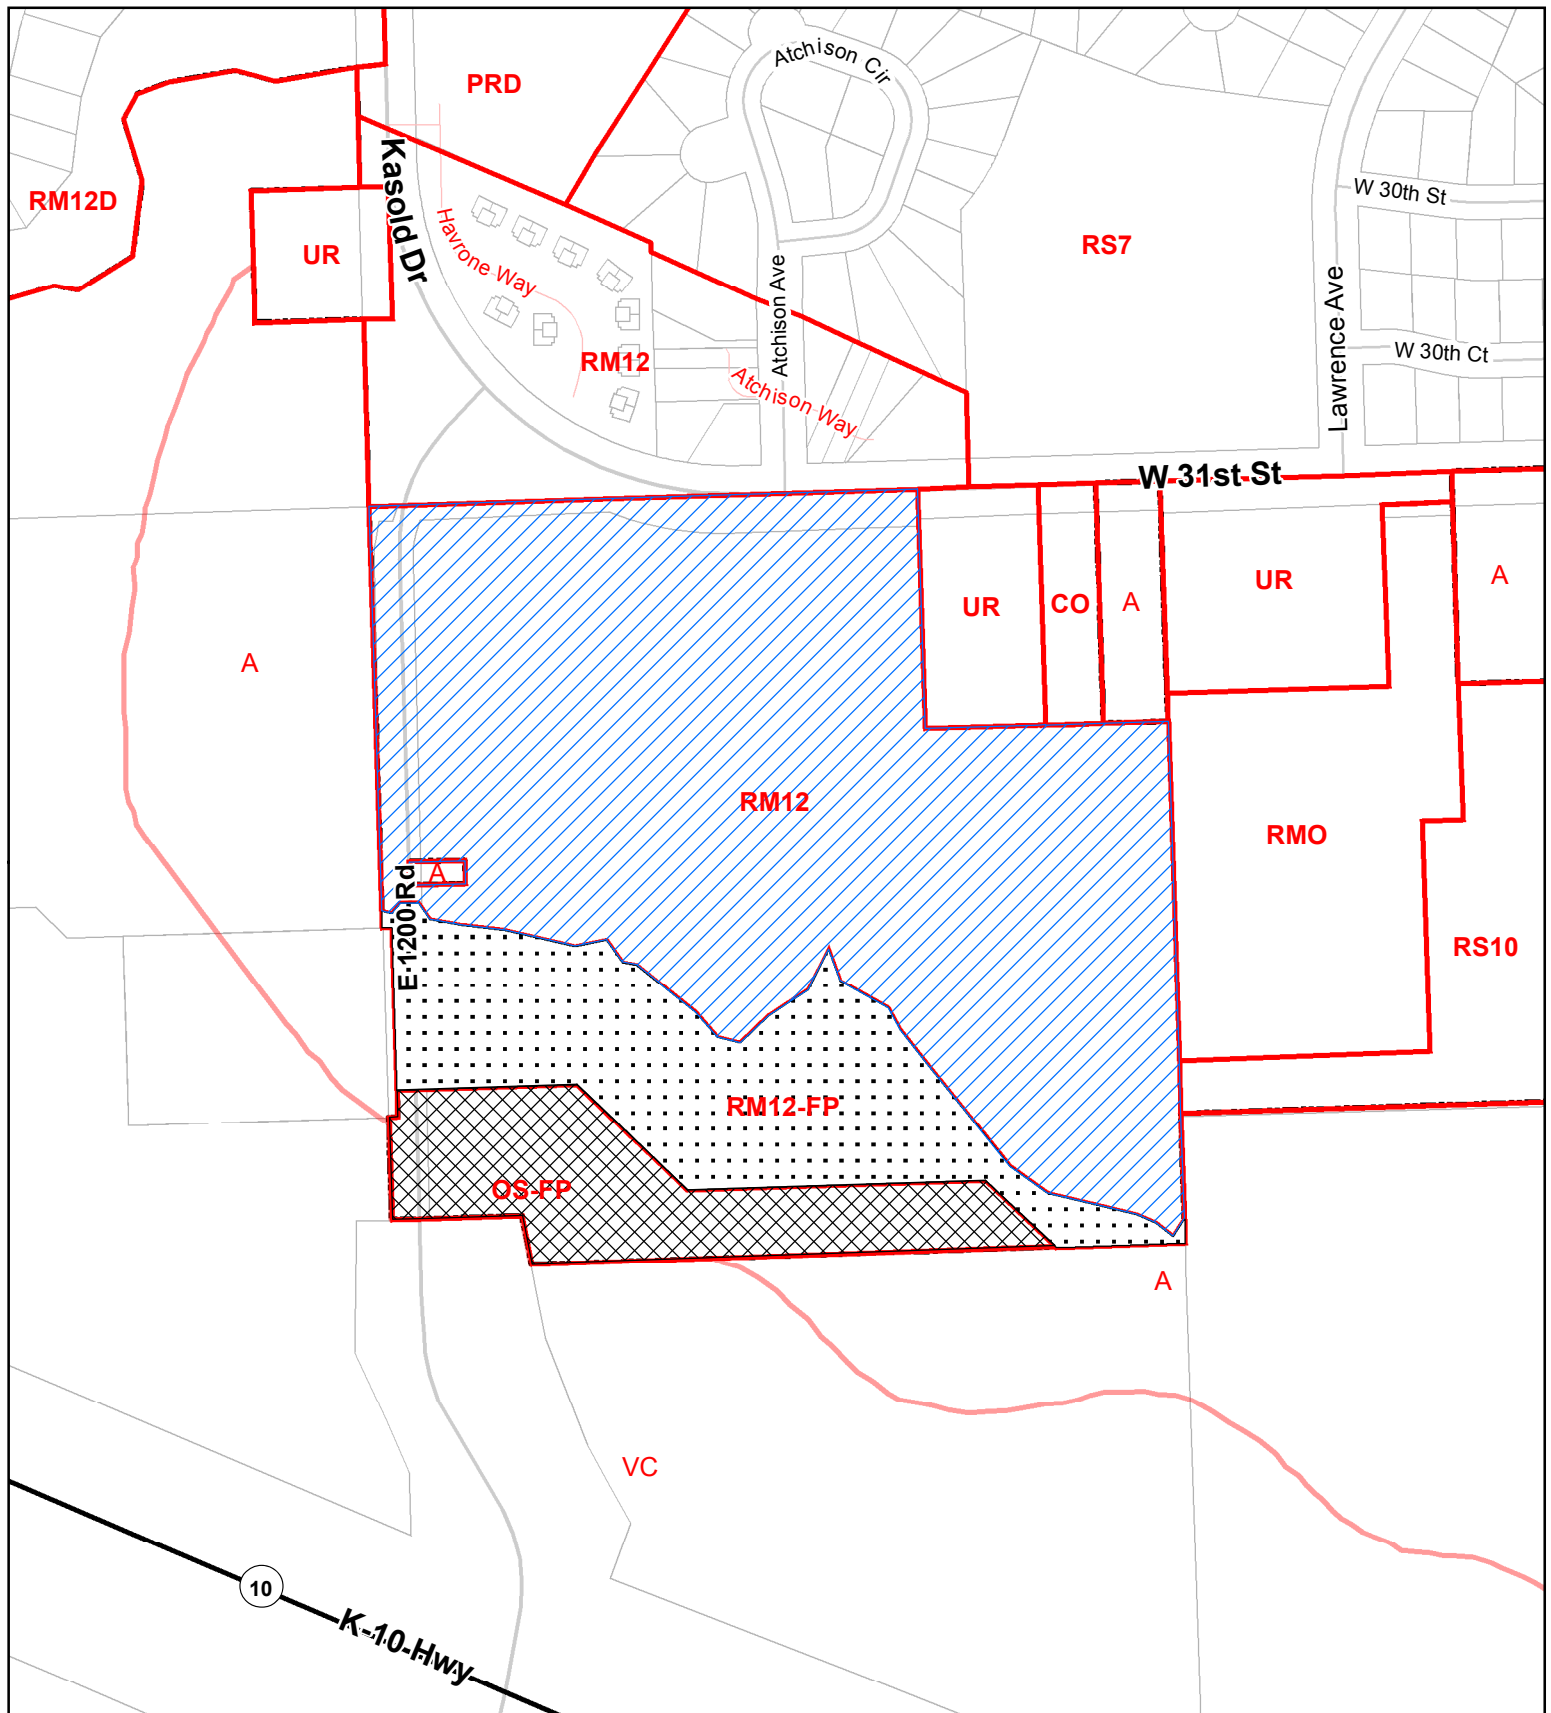 Atchison Cir
PRD
Kasold Dr
W 30th St
RM12D
Havrone Way
RS7
UR
Atchison Ave
Lawrence Ave
W 30th Ct
RM12
Atchison Way
W 31st St
UR
CO
A
UR
A
A
RM12
RMO
A
E 1200 Rd
RS10
RM12-FP
OS-FP
A
VC
10
K-10-Hwy